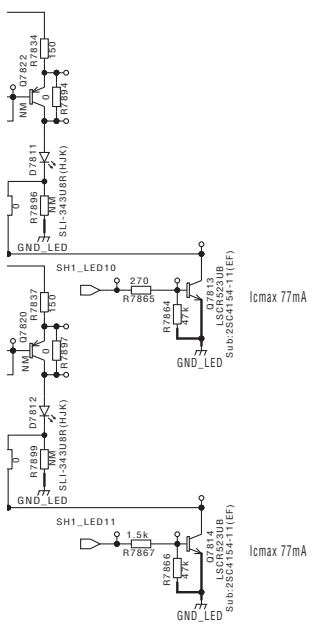 R7834
150
Q7822
NM
0
R7894
D7811
SLI-343U8R(HJK)
R7896
NM
0
GND_LED
SH1_LED10
270
R7865
R7864
47k
Q7813
LSCR523UB
Sub:2SC4154-11(EF)
Icmax 77mA
GND_LED
R7837
150
Q7820
NM
0
R7897
D7812
SLI-343U8R(HJK)
R7899
NM
0
GND_LED
SH1_LED11
1.5k
R7867
R7866
47k
Q7814
LSCR523UB
Sub:2SC4154-11(EF)
Icmax 77mA
GND_LED